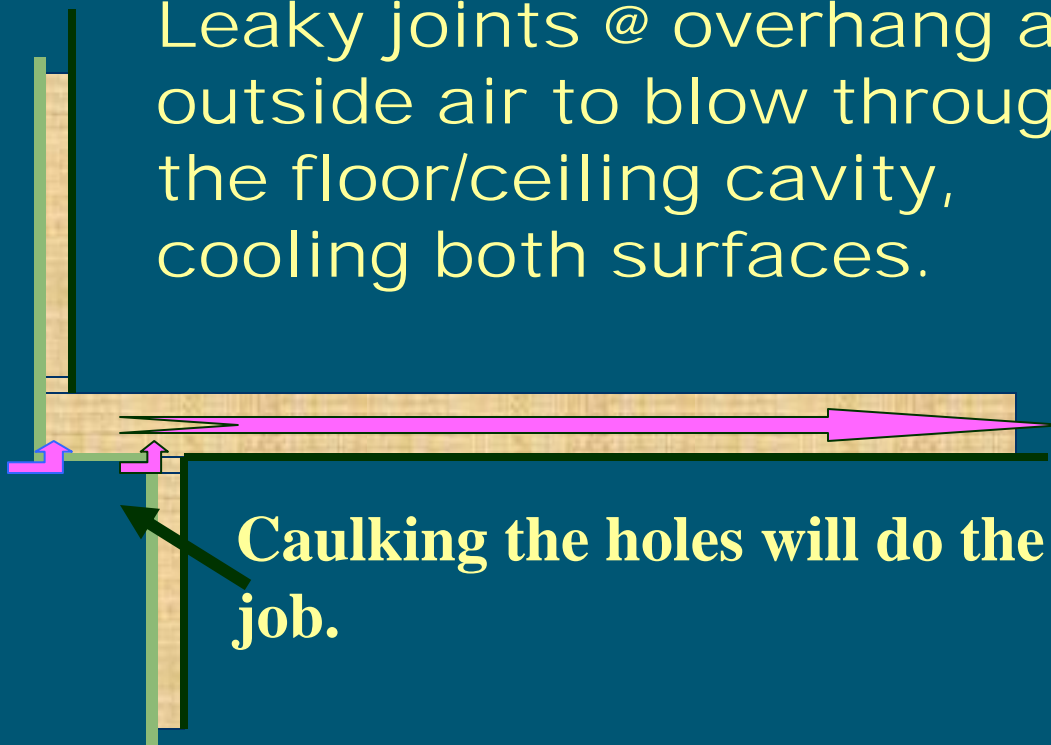 Leaky joints @ overhang a
outside air to blow throug
the floor/ceiling cavity,
cooling both surfaces.
Caulking the holes will do the
job.